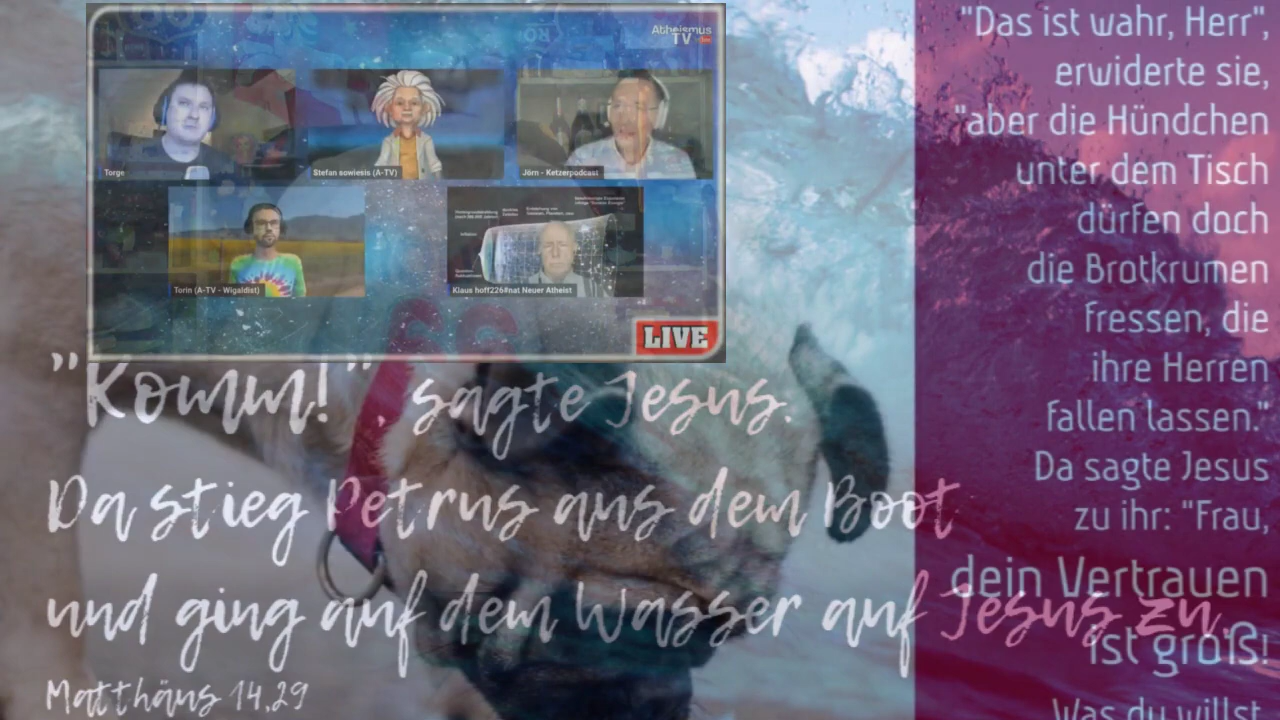 Atheismus
TV
Torge
Stefan sowiesis (A-TV)
Jörn - Ketzerpodcast
Torin (A-TV - Wigaldist)
Klaus hoff226#nat Neuer Atheist
LIVE
"Komm!", sagte Jesus.
Da stieg Petrus aus dem Boot
und ging auf dem Wasser auf Jesus zu.
Matthäus 14,29
"Das ist wahr, Herr",
erwiderte sie,
"aber die Hündchen
unter dem Tisch
dürfen doch
die Brotkrumen
fressen, die
ihre Herren
fallen lassen."
Da sagte Jesus
zu ihr: "Frau,
dein Vertrauen
ist groß!
Was du willst,